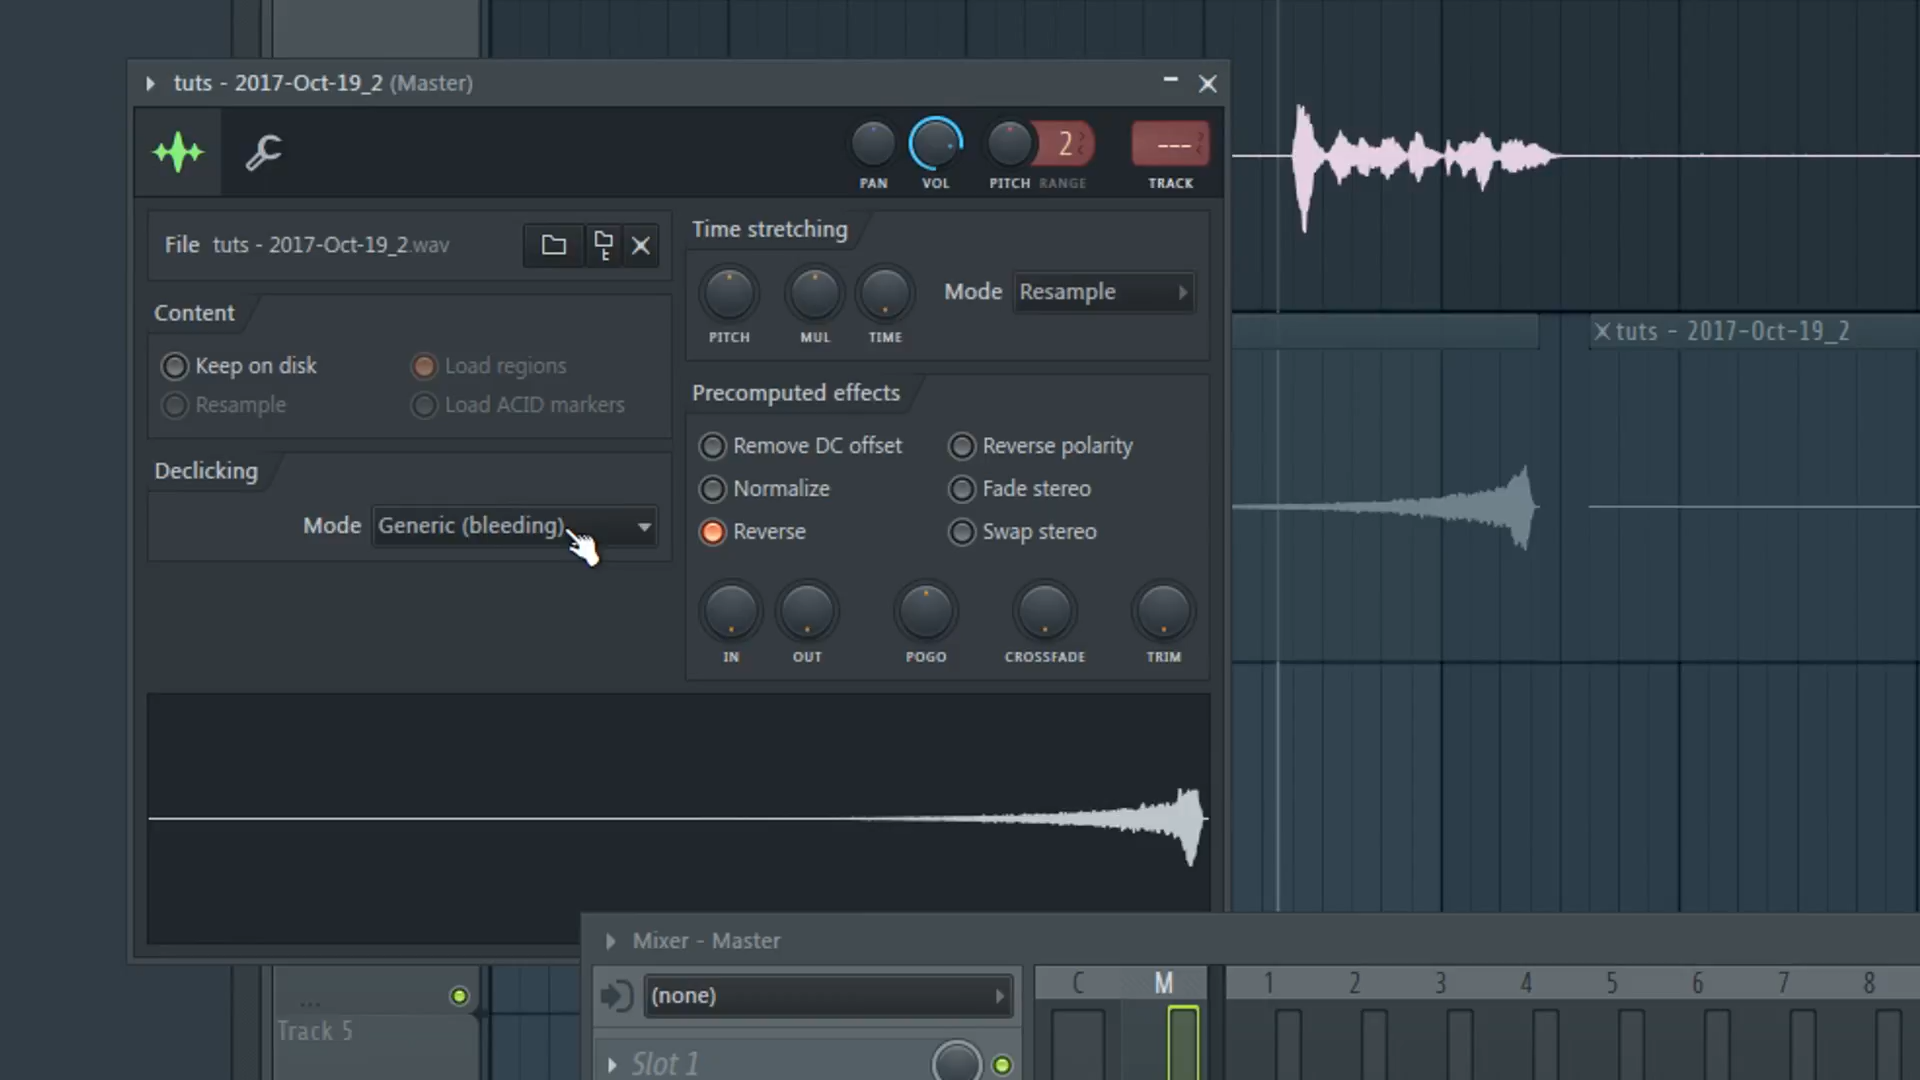 tuts - 2017-Oct-19_2 (Master)
PAN
VOL
PITCH RANGE
2
---
TRACK
File tuts - 2017-Oct-19_2.wav
Content
Keep on disk
Load regions
Resample
Load ACID markers
Declicking
Mode Generic (bleeding)
Time stretching
PITCH
MUL
TIME
Mode Resample
Precomputed effects
Remove DC offset
Reverse polarity
Normalize
Fade stereo
Reverse
Swap stereo
IN
OUT
POGO
CROSSFADE
TRIM
tuts - 2017-Oct-19_2
Mixer - Master
(none)
C M 1 2 3 4 5 6 7 8
Slot 1
...
Track 5